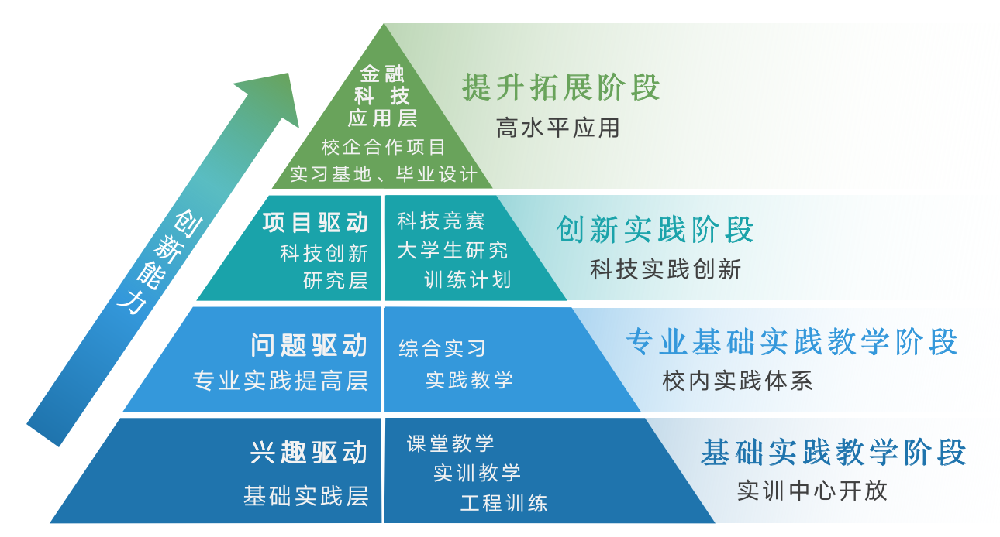 金融
科技
应用层
校企合作项目
实习基地、毕业设计
提升拓展阶段
高水平应用
创新能力
项目驱动
科技创新
研究层
科技竞赛
大学生研究
训练计划
创新实践阶段
科技实践创新
问题驱动
专业实践提高层
综合实习
实践教学
专业基础实践教学阶段
校内实践体系
兴趣驱动
基础实践层
课堂教学
实训教学
工程训练
基础实践教学阶段
实训中心开放